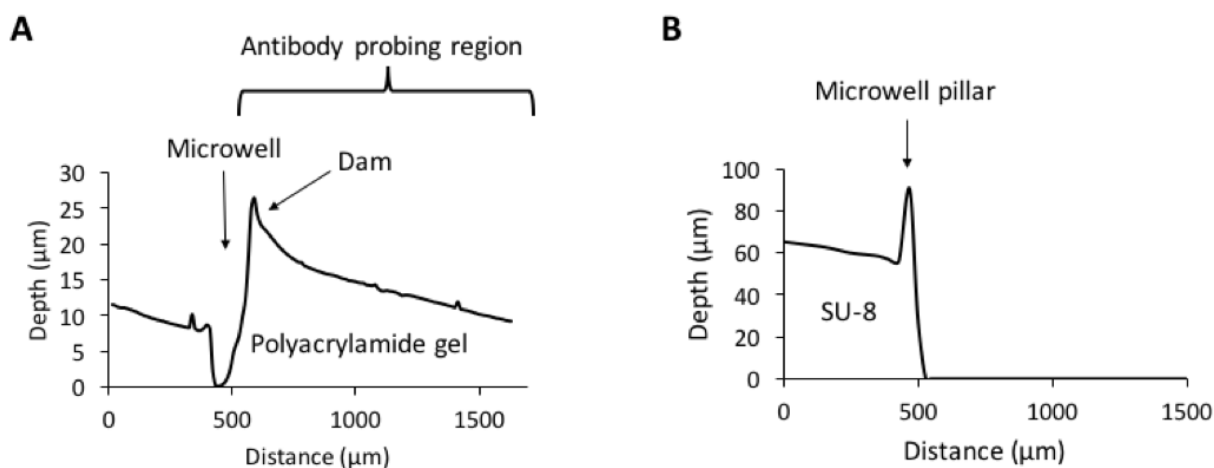 A
Antibody probing region
Microwell
Dam
30
25
20
15
10
5
0
Depth (µm)
Polyacrylamide gel
0 500 1000 1500
Distance (µm)
B
Microwell pillar
100
80
60
40
20
0
Depth (µm)
SU-8
0 500 1000 1500
Distance (µm)